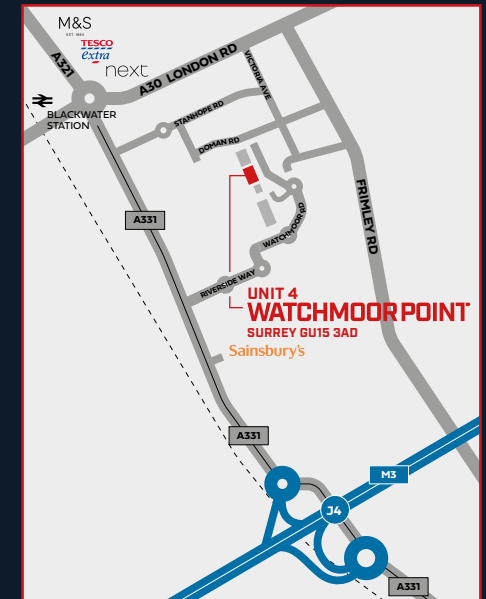 M&S
EST. 1884
TESCO
extra
next
A321
A30 LONDON RD
VICTORIA AVE
BLACKWATER
STATION
STANHOPE RD
DOMAN RD
FRIMLEY RD
A331
WATCHMOOR RD
RIVERSIDE WAY
UNIT 4
WATCHMOOR POINT
SURREY GU15 3AD
Sainsbury's
A331
M3
J4
A331